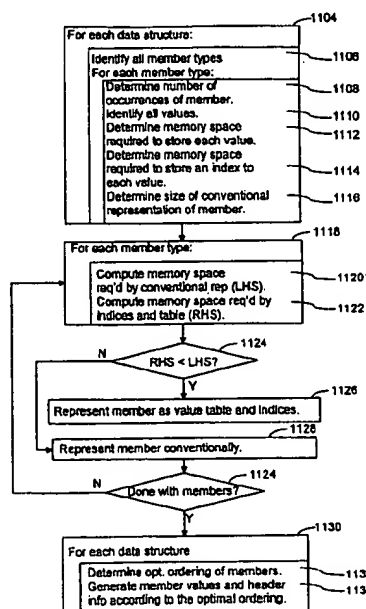 1104
For each data structure:
1106
Identify all member types
For each member type:
1108
Determine number of
occurrences of member.
1110
Identify all values.
1112
Determine memory space
required to store each value.
Determine memory space
1114
required to store an index to
each value.
1116
Determine size of conventional
representation of member.
1118
For each member type:
Compute memory space
1120
req'd by conventional rep (LHS).
Compute memory space req'd by
1122
indices and table (RHS).
1124
N
RHS < LHS?
Y
1126
Represent member as value table and indices.
1128
Represent member conventionally.
1124
N
Done with members?
Y
1130
For each data structure
Determine opt. ordering of members.
113
Generate member values and header
113
info according to the optimal ordering.